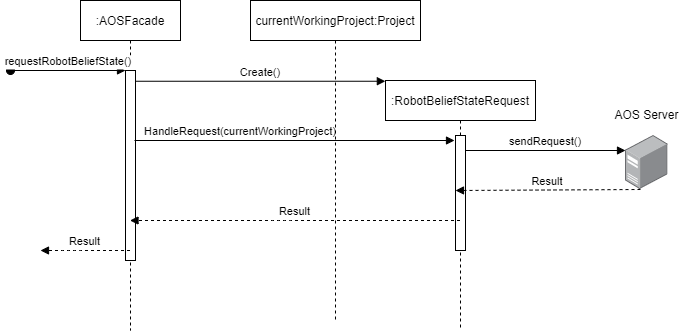 :AOSFacade
currentWorkingProject:Project
requestRobotBeliefState()
Create()
:RobotBeliefStateRequest
AOS Server
HandleRequest(currentWorkingProject)
sendRequest()
Result
Result
Result